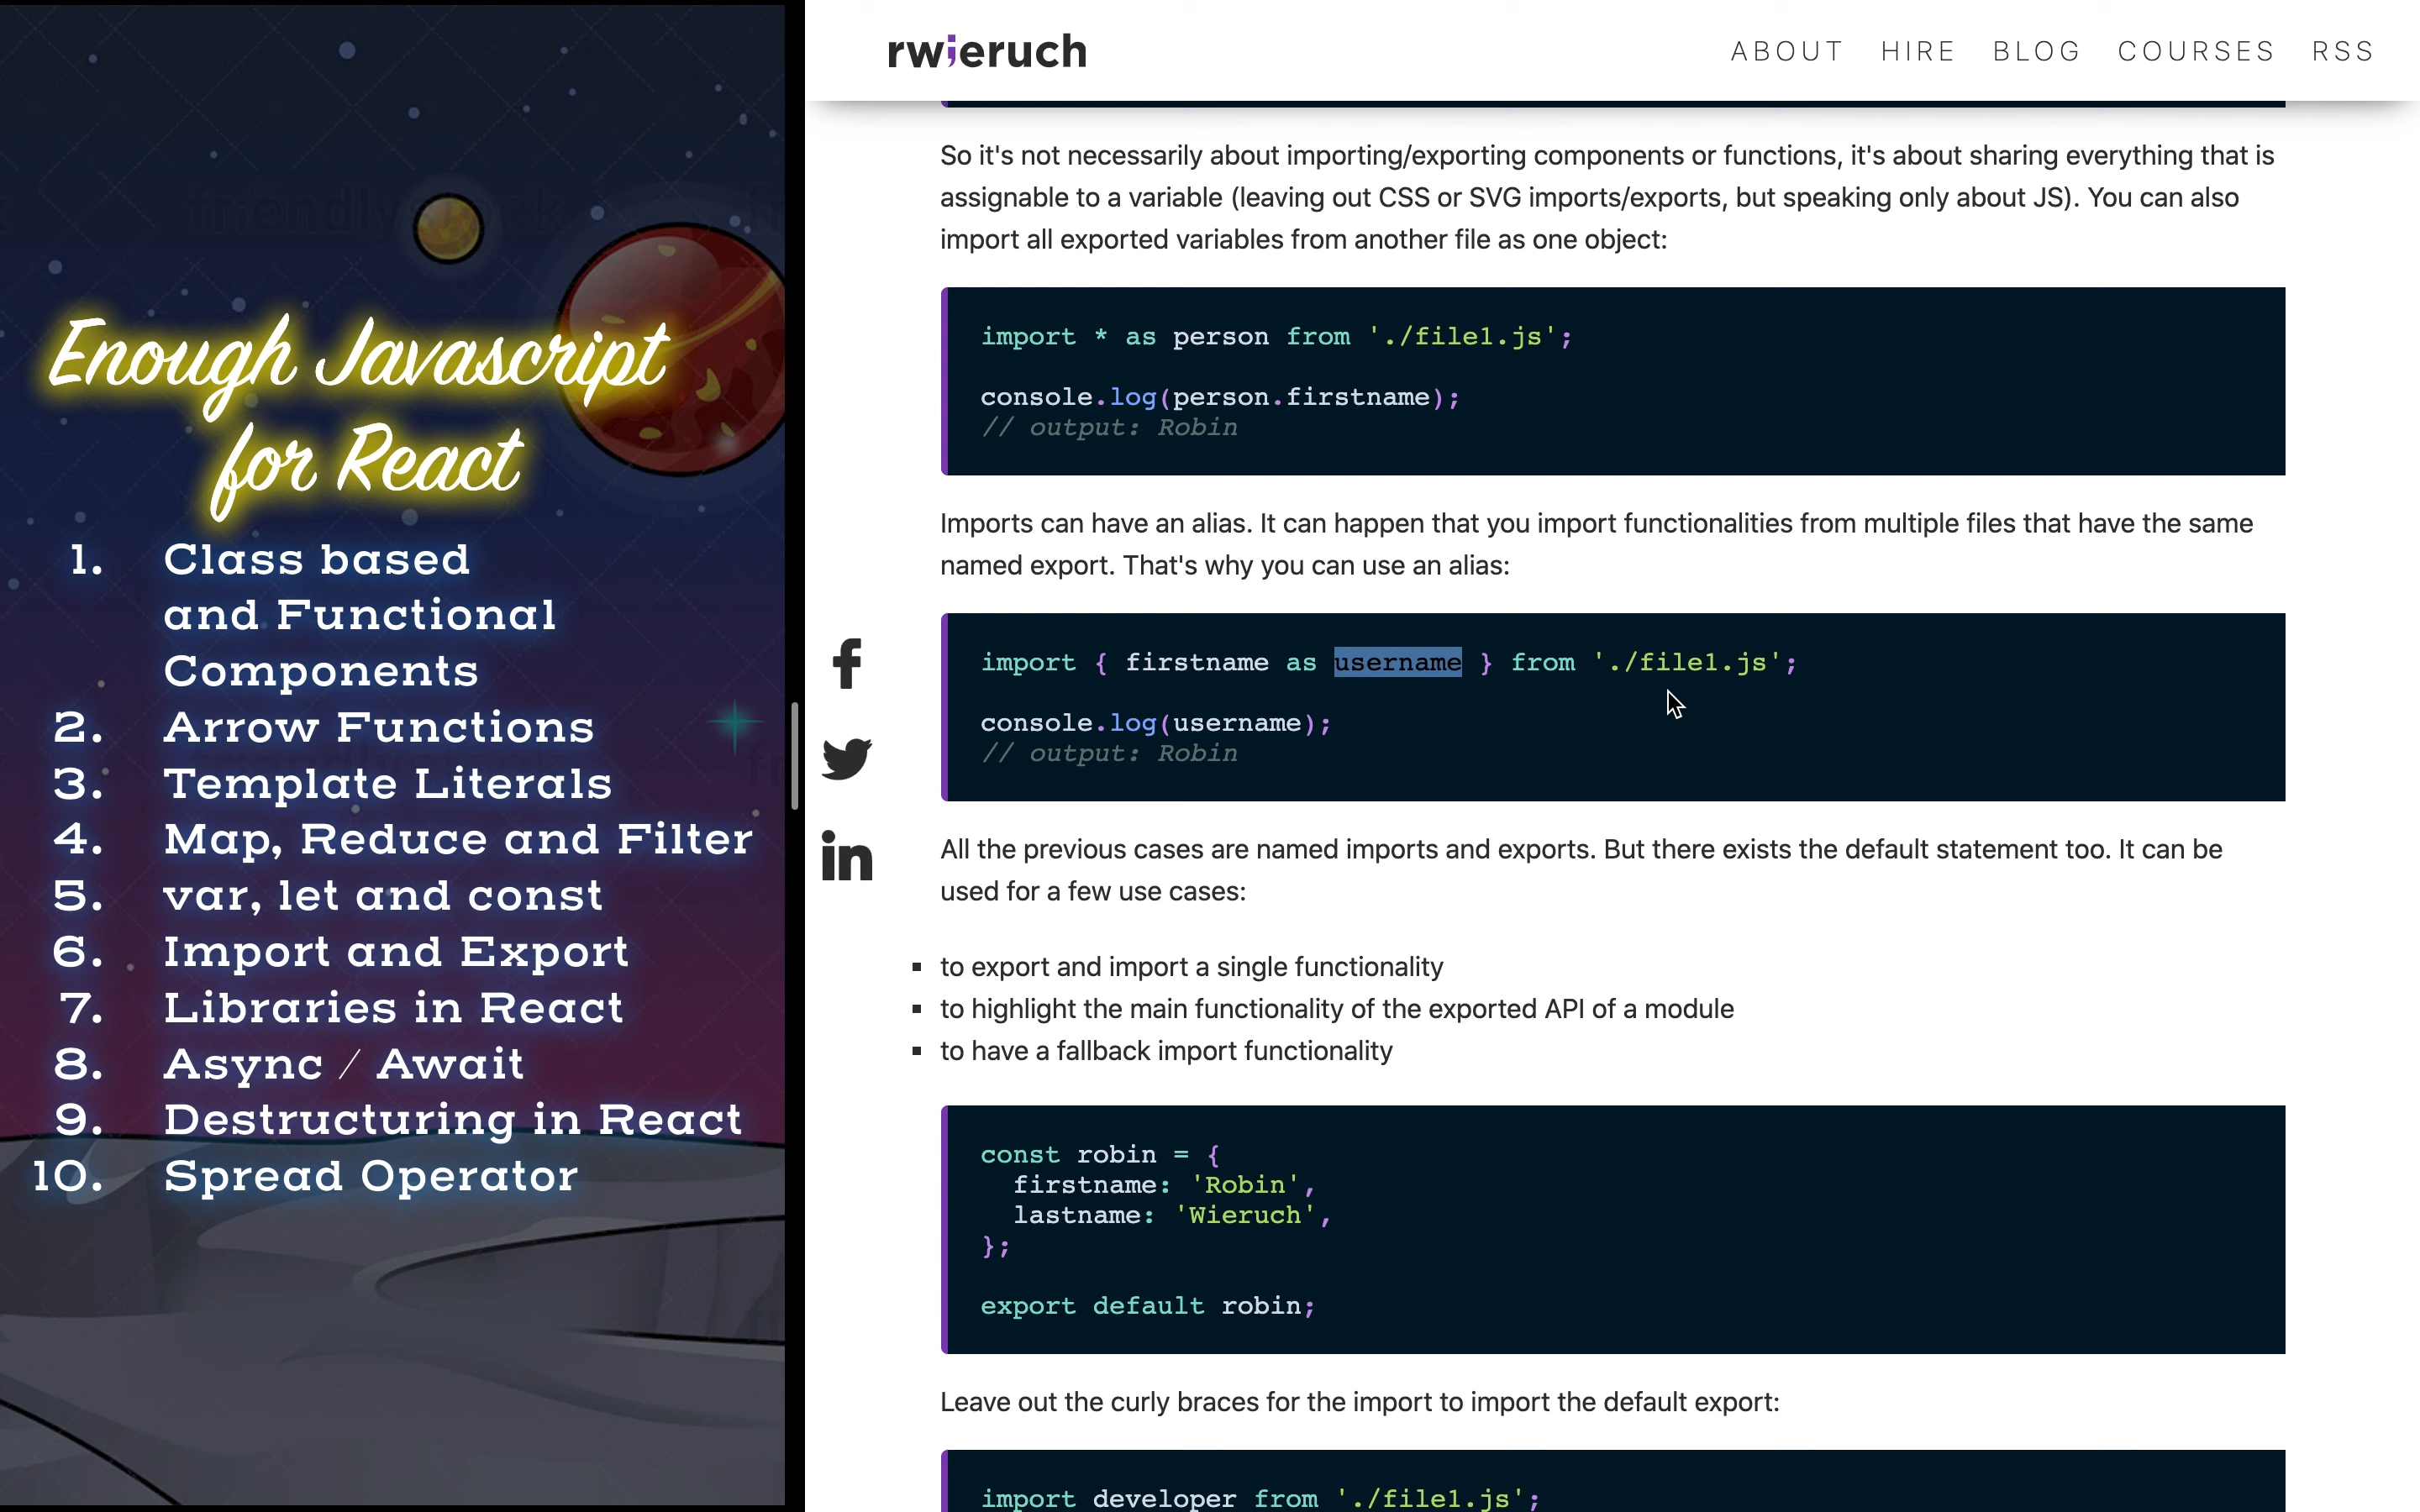 Enough Javascript
for React
1. Class based
and Functional
Components
2. Arrow Functions
3. Template Literals
4. Map, Reduce and Filter
5. var, let and const
6. Import and Export
7. Libraries in React
8. Async / Await
9. Destructuring in React
10. Spread Operator
rwieruch
ABOUT HIRE BLOG COURSES RSS
So it's not necessarily about importing/exporting components or functions, it's about sharing everything that is
assignable to a variable (leaving out CSS or SVG imports/exports, but speaking only about JS). You can also
import all exported variables from another file as one object:
import * as person from './file1.js';
console.log(person.firstname);
// output: Robin
Imports can have an alias. It can happen that you import functionalities from multiple files that have the same
named export. That's why you can use an alias:
import { firstname as username } from './file1.js';
console.log(username);
// output: Robin
All the previous cases are named imports and exports. But there exists the default statement too. It can be
used for a few use cases:
to export and import a single functionality
to highlight the main functionality of the exported API of a module
to have a fallback import functionality
const robin = {
firstname: 'Robin',
lastname: 'Wieruch',
};
export default robin;
Leave out the curly braces for the import to import the default export:
import developer from './file1.js';